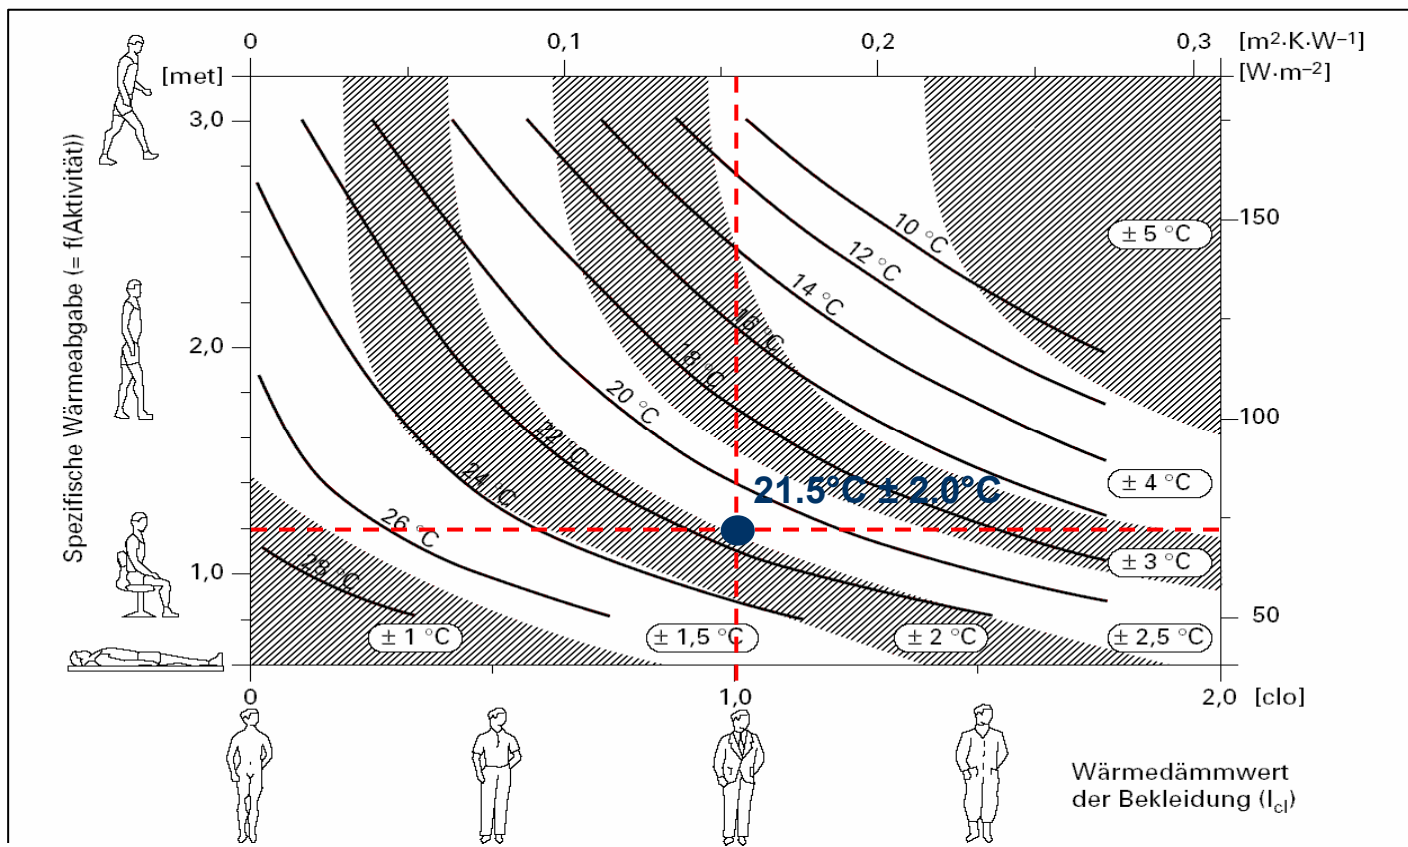 0 0,1 0,2 0,3 [m²·K·W⁻¹]
[met] [W·m⁻²]
3,0
150
10 °C
± 5 °C
12 °C
14 °C
16 °C
2,0
18 °C
20 °C
100
22 °C
24 °C
± 4 °C
21.5°C ± 2.0°C
26 °C
± 3 °C
28 °C
1,0
50
± 1 °C ± 1,5 °C ± 2 °C ± 2,5 °C
0 1,0 2,0 [clo]
Spezifische Wärmeabgabe (= f(Aktivität))
Wärmedämmwert
der Bekleidung (I_cl)